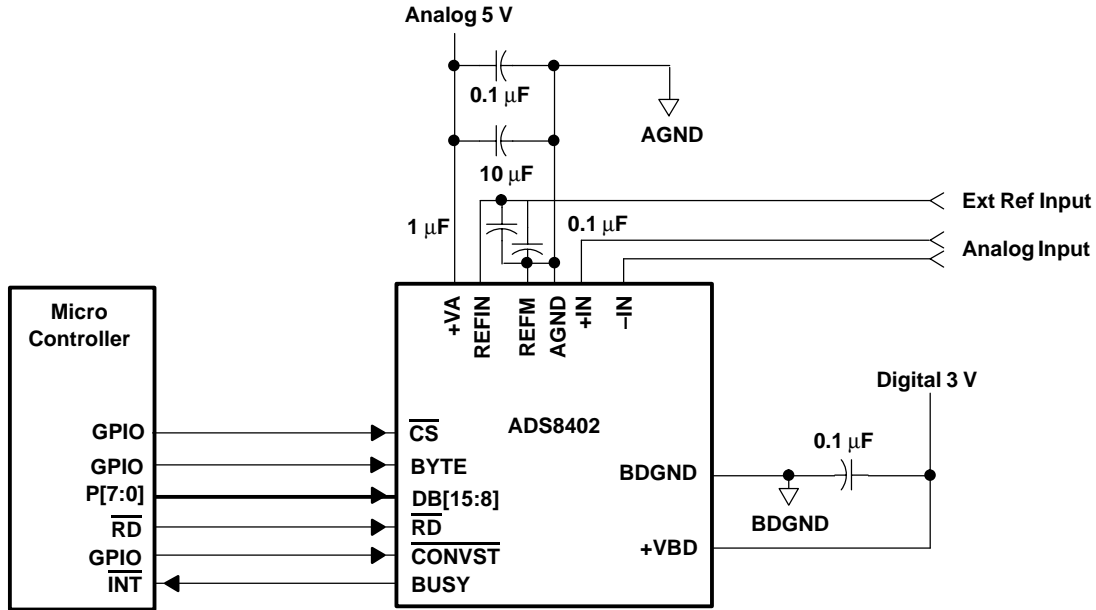 Analog 5 V
0.1 μF
AGND
10 μF
1 μF
0.1 μF
Ext Ref Input
Analog Input
Micro
Controller
+VA
REFIN
REFM
AGND
+IN
−IN
Digital 3 V
GPIO
CS
ADS8402
0.1 μF
GPIO
BYTE
BDGND
P[7:0]
DB[15:8]
BDGND
RD
RD
GPIO
CONVST
+VBD
INT
BUSY